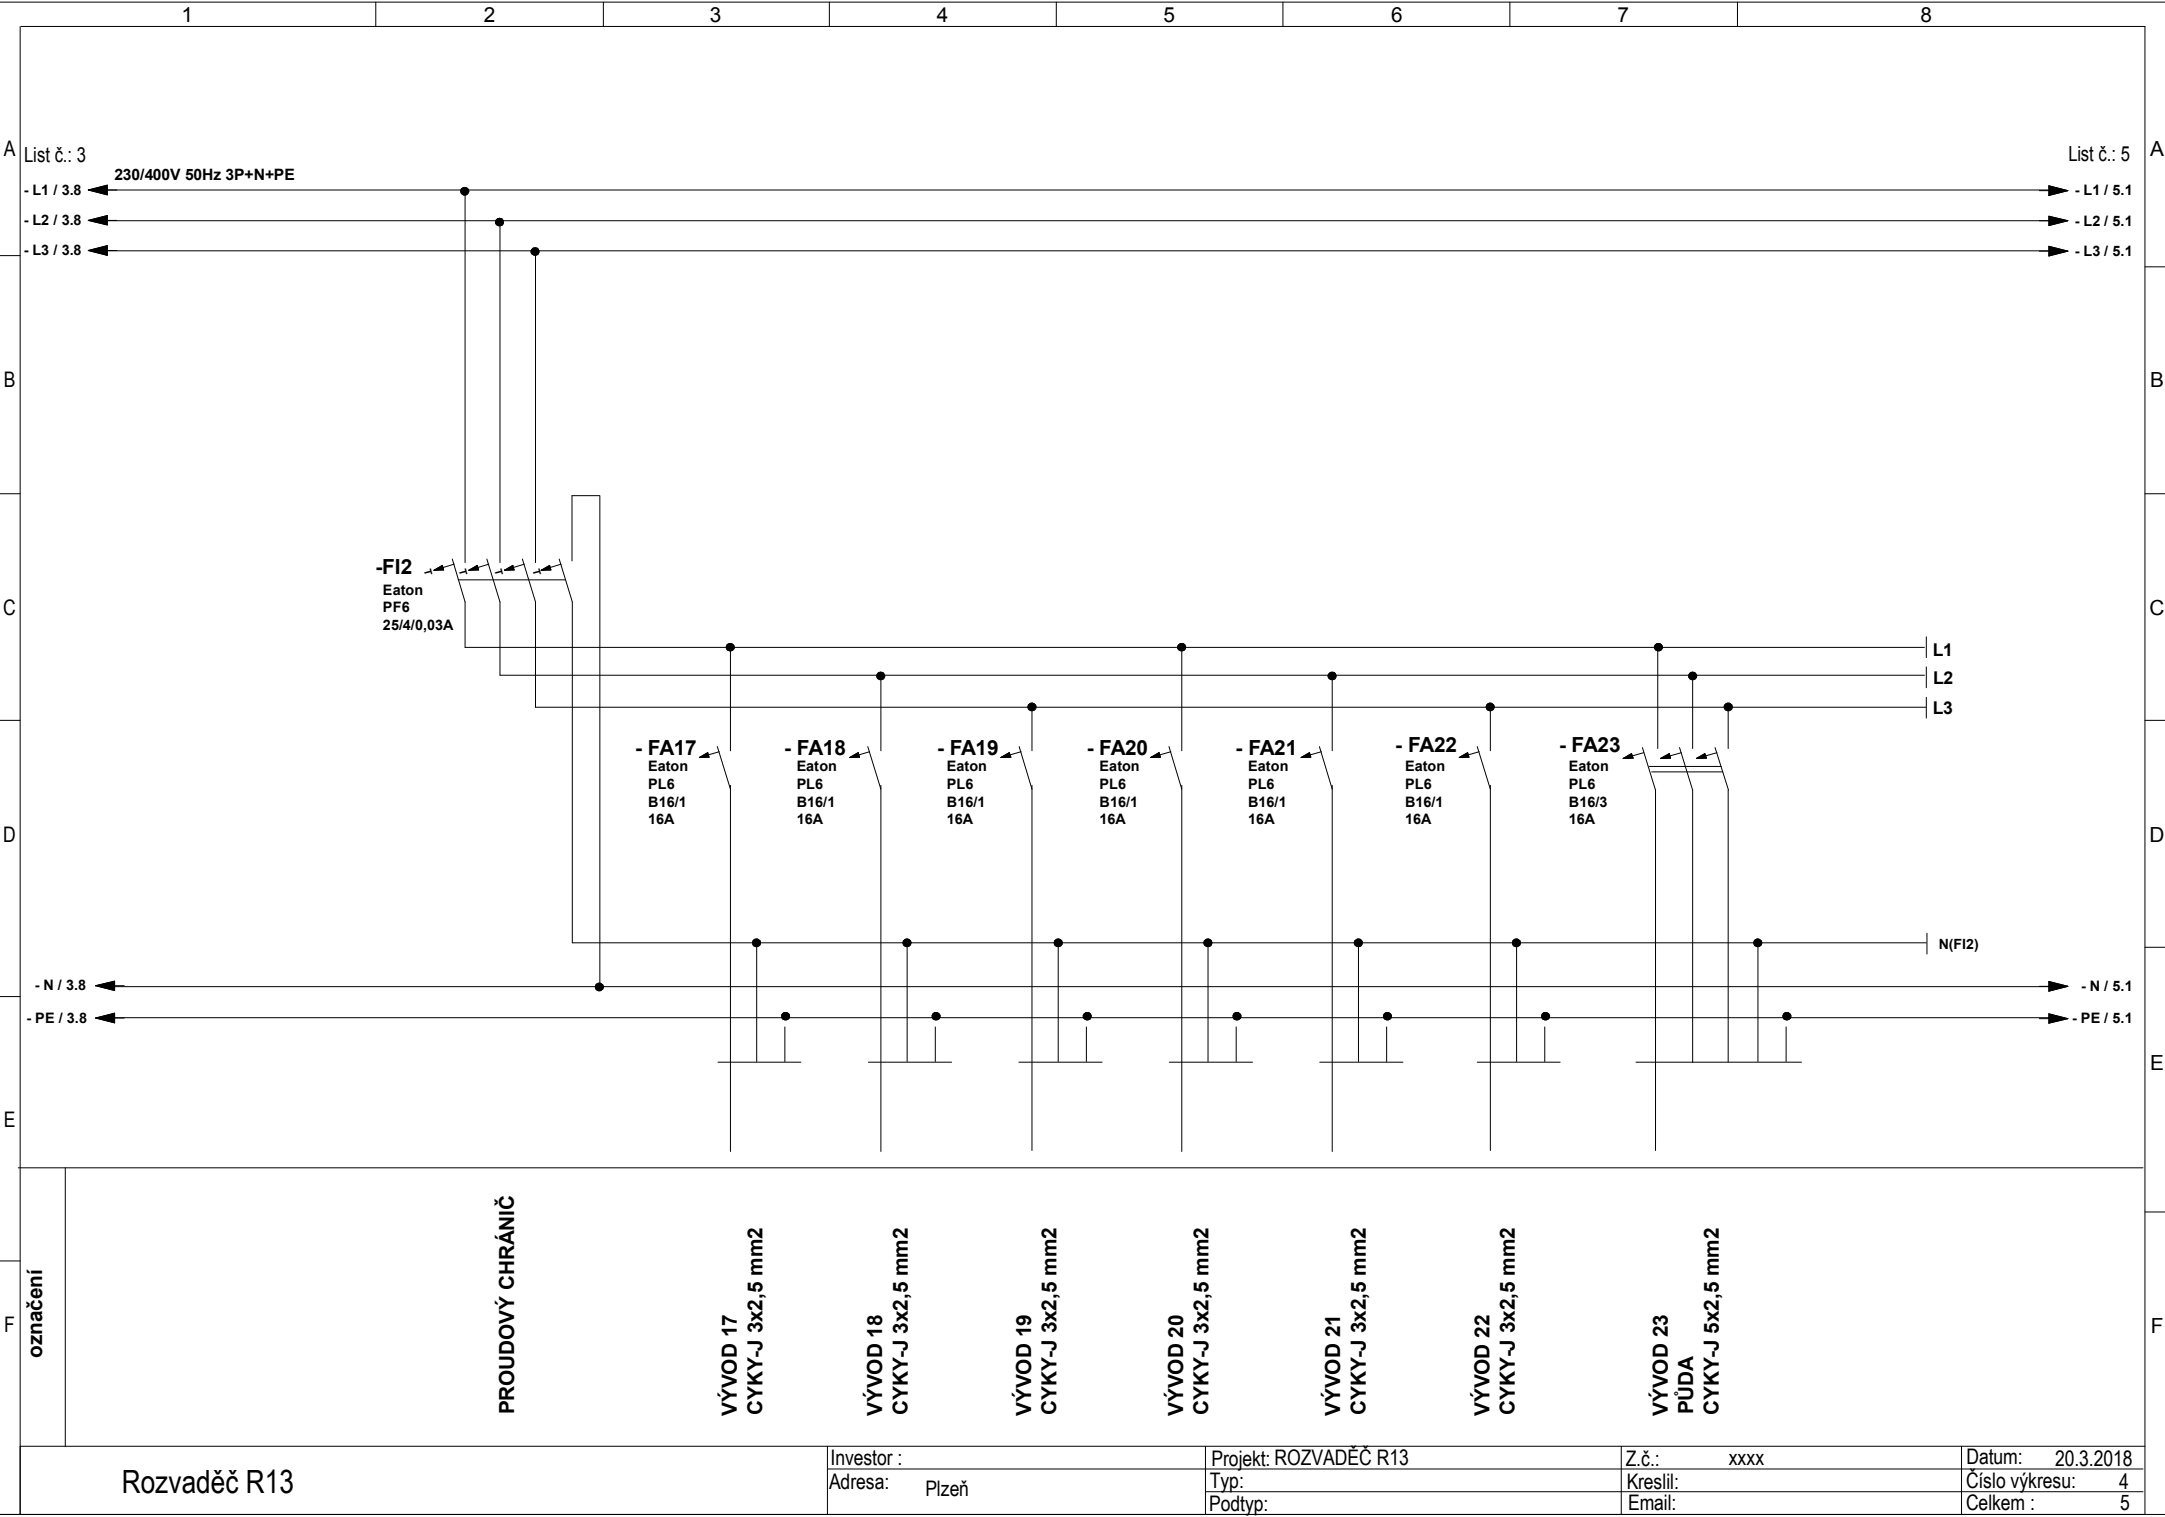 1 2 3 4 5 6 7 8
A
A
List č.: 3
List č.: 5
230/400V 50Hz 3P+N+PE
- L1 / 3.8
- L1 / 5.1
- L2 / 3.8
- L2 / 5.1
- L3 / 3.8
- L3 / 5.1
B
B
-FI2
Eaton
PF6
25/4/0,03A
C
C
L1
L2
L3
- FA17
Eaton
PL6
B16/1
16A
- FA18
Eaton
PL6
B16/1
16A
- FA19
Eaton
PL6
B16/1
16A
- FA20
Eaton
PL6
B16/1
16A
- FA21
Eaton
PL6
B16/1
16A
- FA22
Eaton
PL6
B16/1
16A
- FA23
Eaton
PL6
B16/3
16A
D
D
N(FI2)
- N / 3.8
- N / 5.1
- PE / 3.8
- PE / 5.1
E
E
označení
PROUDOVÝ CHRÁNIČ
VÝVOD 17
CYKY-J 3x2,5 mm2
VÝVOD 18
CYKY-J 3x2,5 mm2
VÝVOD 19
CYKY-J 3x2,5 mm2
VÝVOD 20
CYKY-J 3x2,5 mm2
VÝVOD 21
CYKY-J 3x2,5 mm2
VÝVOD 22
CYKY-J 3x2,5 mm2
VÝVOD 23
PŮDA
CYKY-J 5x2,5 mm2
F
F
Rozvaděč R13
Investor :
Adresa: Plzeň
Projekt: ROZVADĚČ R13
Typ:
Podtyp:
Z.č.: xxxx
Kreslil:
Email:
Datum: 20.3.2018
Číslo výkresu: 4
Celkem : 5